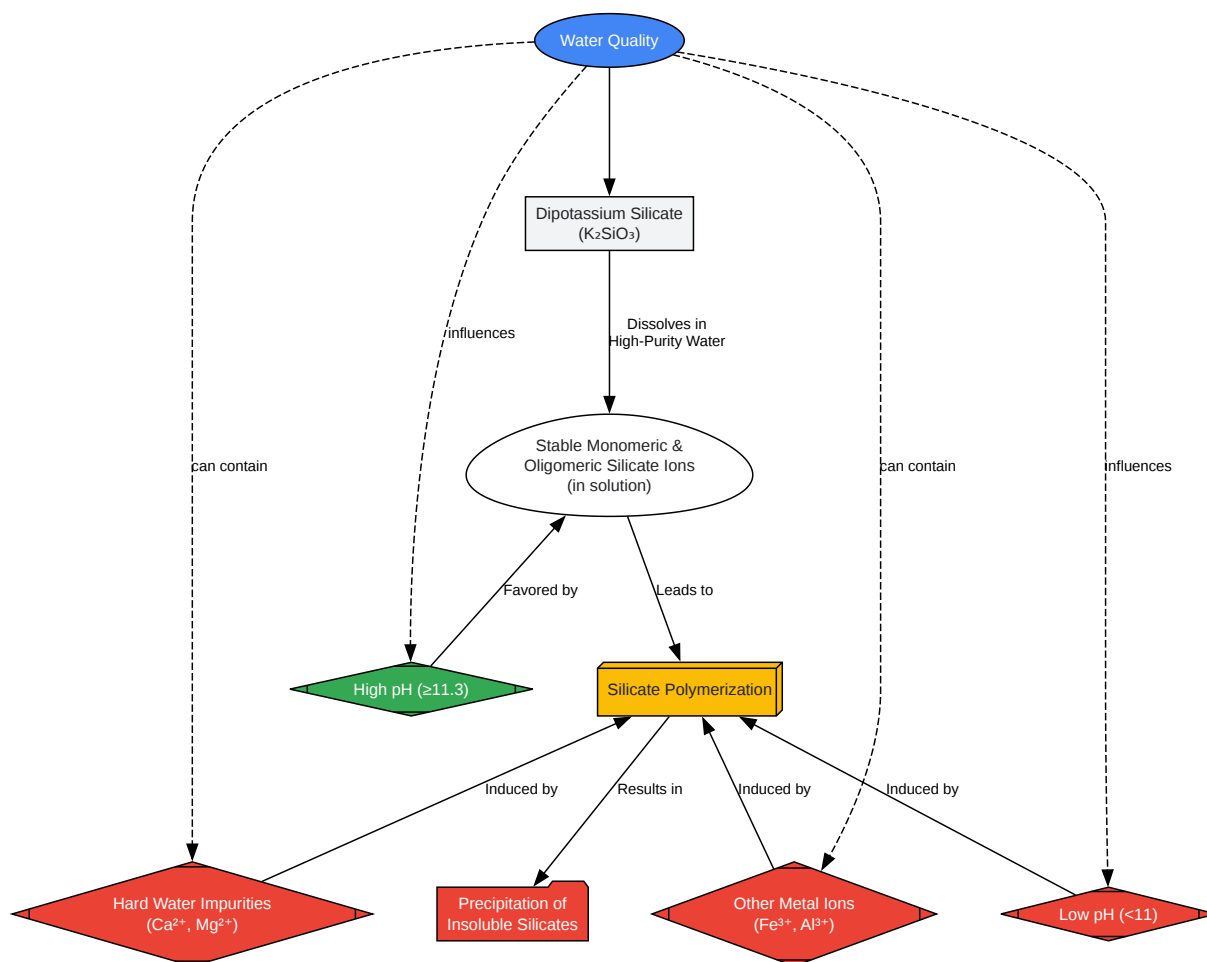 Water Quality
Dipotassium Silicate
(K₂SiO₃)
influences
Dissolves in
High-Purity Water
Stable Monomeric &
Oligomeric Silicate Ions
(in solution)
can contain
can contain
influences
Favored by
Leads to
High pH (≥11.3)
Silicate Polymerization
Induced by
Results in
Induced by
Induced by
Hard Water Impurities
(Ca²⁺, Mg²⁺)
Precipitation of
Insoluble Silicates
Other Metal Ions
(Fe³⁺, Al³⁺)
Low pH (<11)